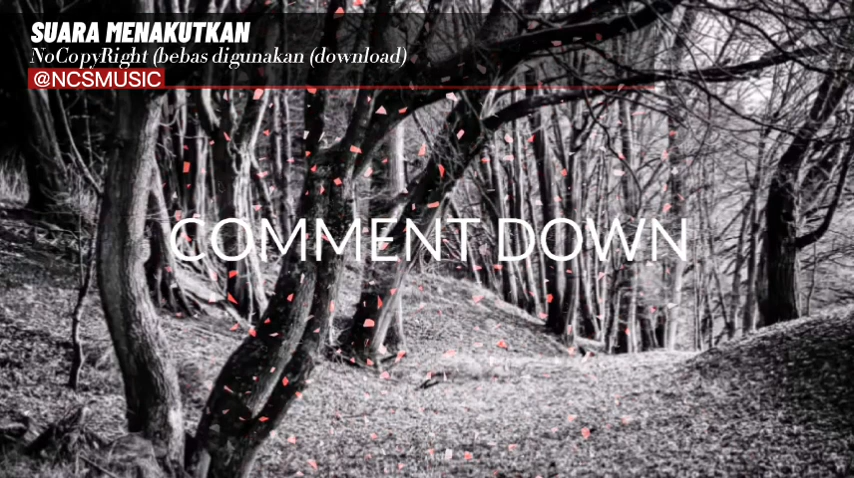 SUARA MENAKUTKAN
NoCopyRight (bebas digunakan (download)
@NCSMUSIC
COMMENT DOWN